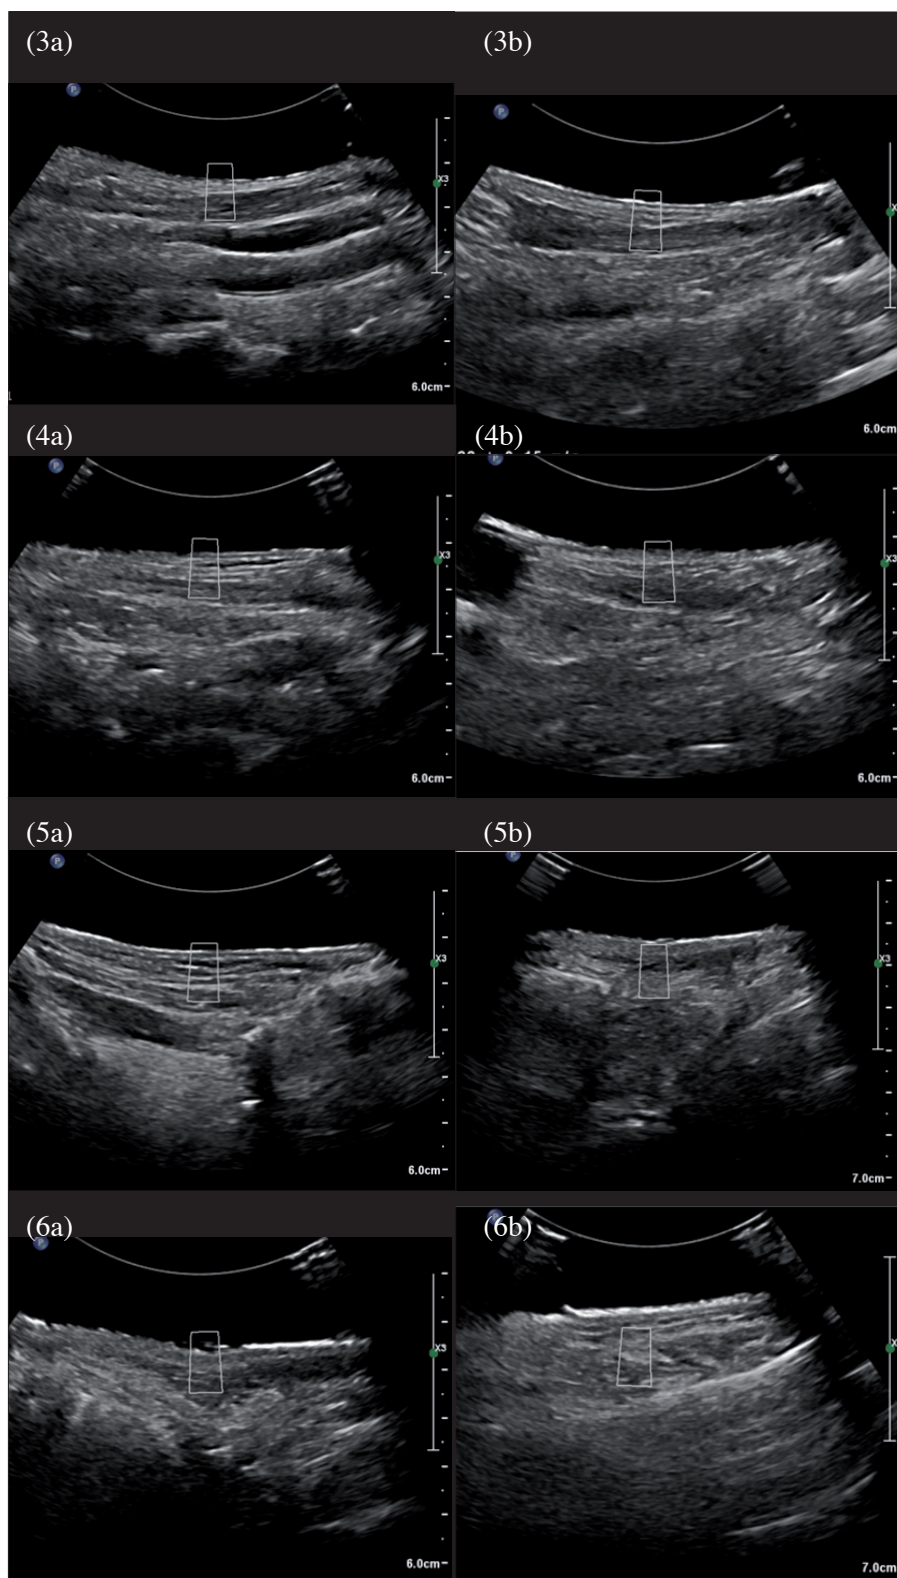 (3a)
(3b)
P
P
X3
X
6.0cm
6.0cm
(4a)
(4b)
P
P
X3
X3
6.0cm
6.0cm
(5a)
(5b)
P
P
X3
X3
6.0cm
7.0cm
(6a)
(6b)
P
P
X3
X
6.0cm
7.0cm